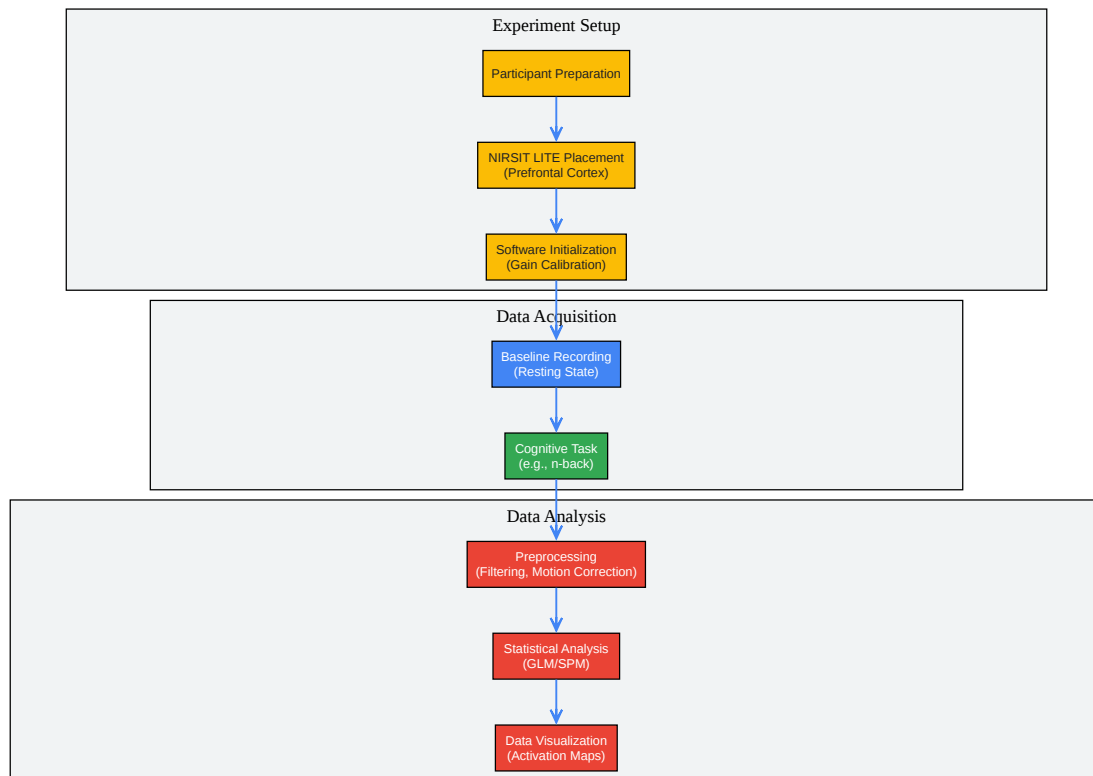 Experiment Setup
Participant Preparation
NIRSIT LITE Placement
(Prefrontal Cortex)
Software Initialization
(Gain Calibration)
Data Acquisition
Baseline Recording
(Resting State)
Cognitive Task
(e.g., n-back)
Data Analysis
Preprocessing
(Filtering, Motion Correction)
Statistical Analysis
(GLM/SPM)
Data Visualization
(Activation Maps)